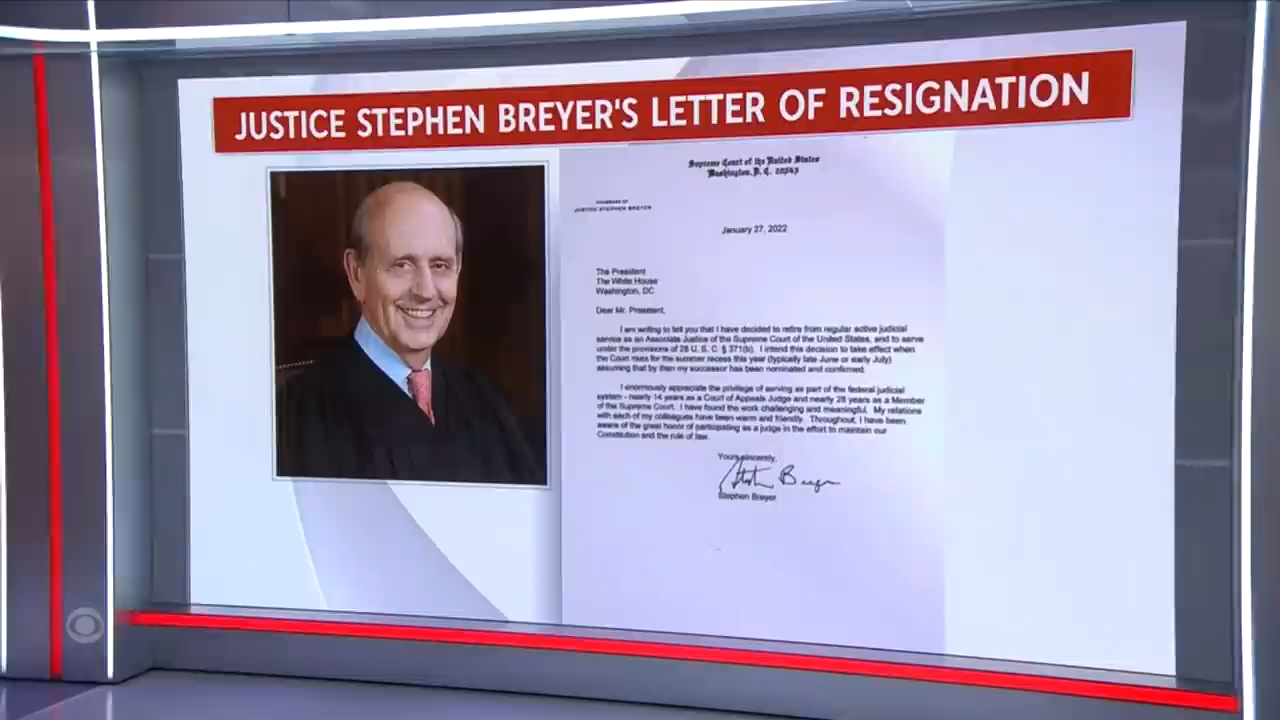 JUSTICE STEPHEN BREYER'S LETTER OF RESIGNATION
Supreme Court of the United States
Washington, D. C. 20543
CHAMBERS OF
JUSTICE STEPHEN BREYER
January 27, 2022
The President
The White House
Washington, DC
Dear Mr. President,
I am writing to tell you that I have decided to retire from regular active judicial
service as an Associate Justice of the Supreme Court of the United States, and to serve
under the provisions of 28 U. S. C. § 371(b). I intend this decision to take effect when
the Court rises for the summer recess this year (typically late June or early July)
assuming that by then my successor has been nominated and confirmed.
I enormously appreciate the privilege of serving as part of the federal judicial
system - nearly 14 years as a Court of Appeals Judge and nearly 28 years as a Member
of the Supreme Court. I have found the work challenging and meaningful. My relations
with each of my colleagues have been warm and friendly. Throughout, I have been
aware of the great honor of participating as a judge in the effort to maintain our
Constitution and the rule of law.
Yours sincerely,
Stephen Breyer
Stephen Breyer